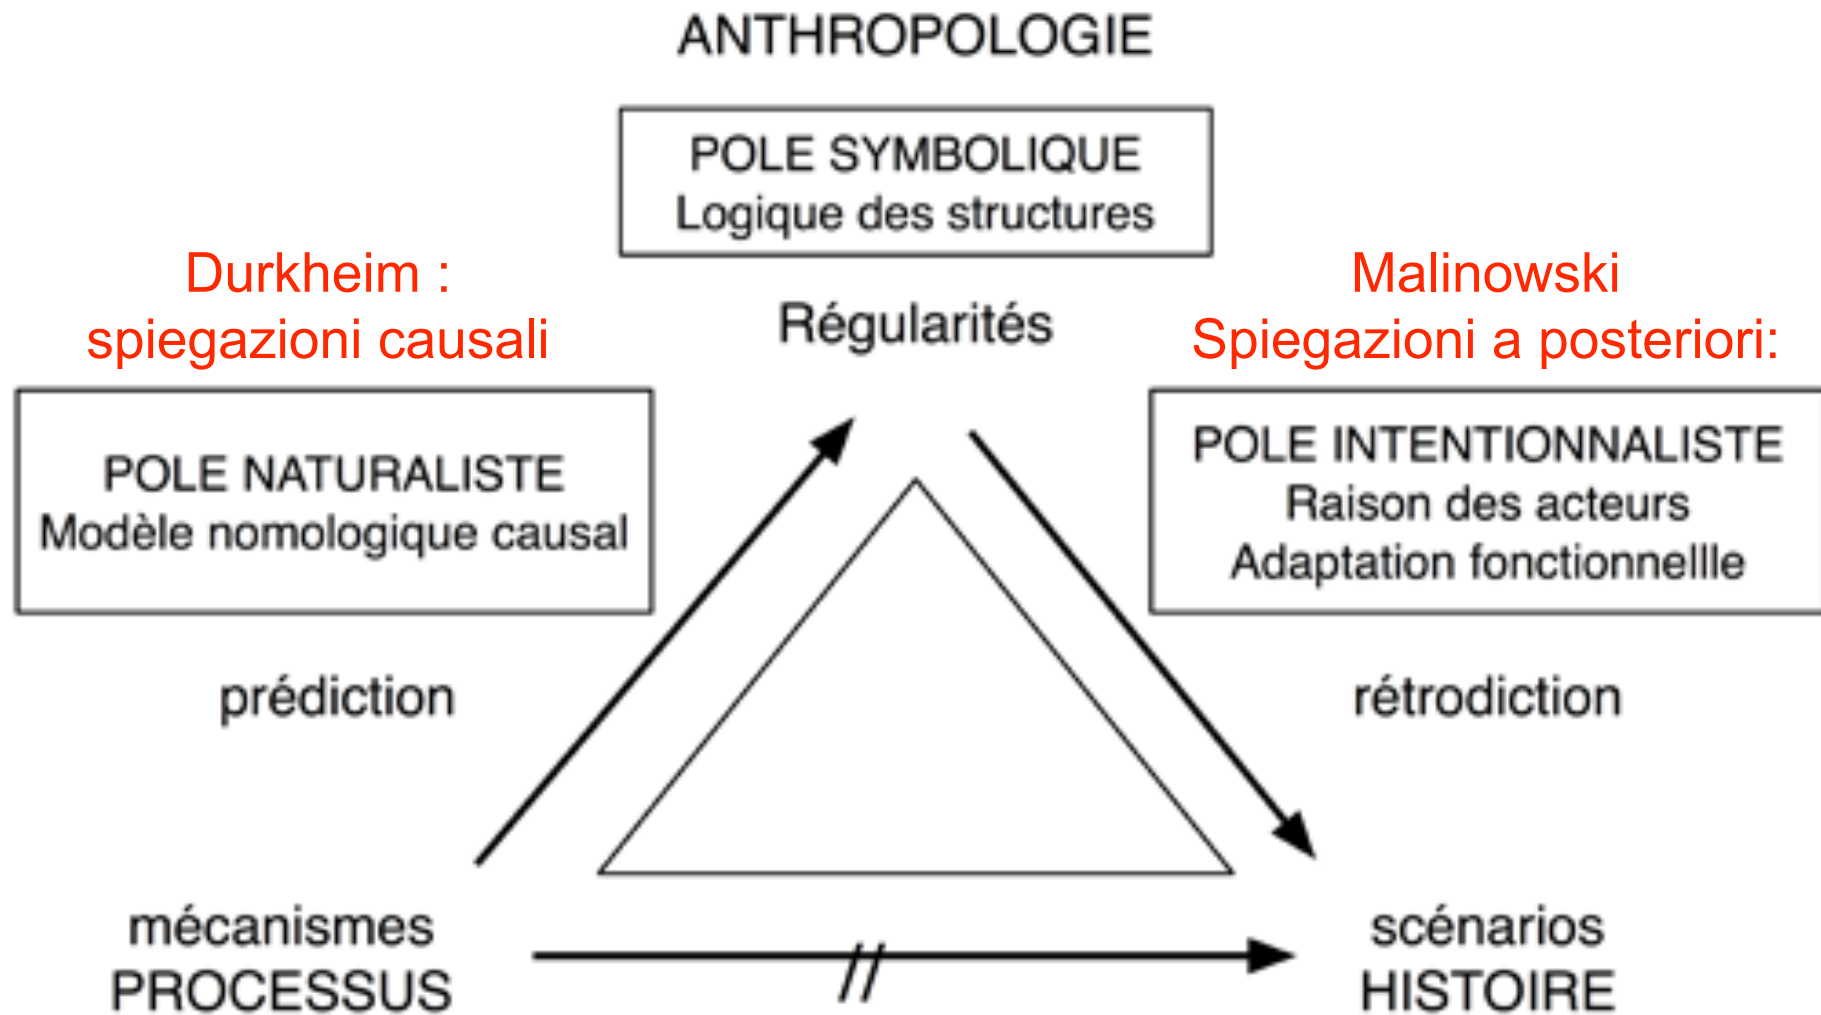 ANTHROPOLOGIE
POLE SYMBOLIQUE
Logique des structures
Durkheim :
spiegazioni causali
Régularités
Malinowski
Spiegazioni a posteriori:
POLE NATURALISTE
Modèle nomologique causal
POLE INTENTIONNALISTE
Raison des acteurs
Adaptation fonctionnellle
prédiction
rétrodiction
mécanismes
PROCESSUS
//
scénarios
HISTOIRE